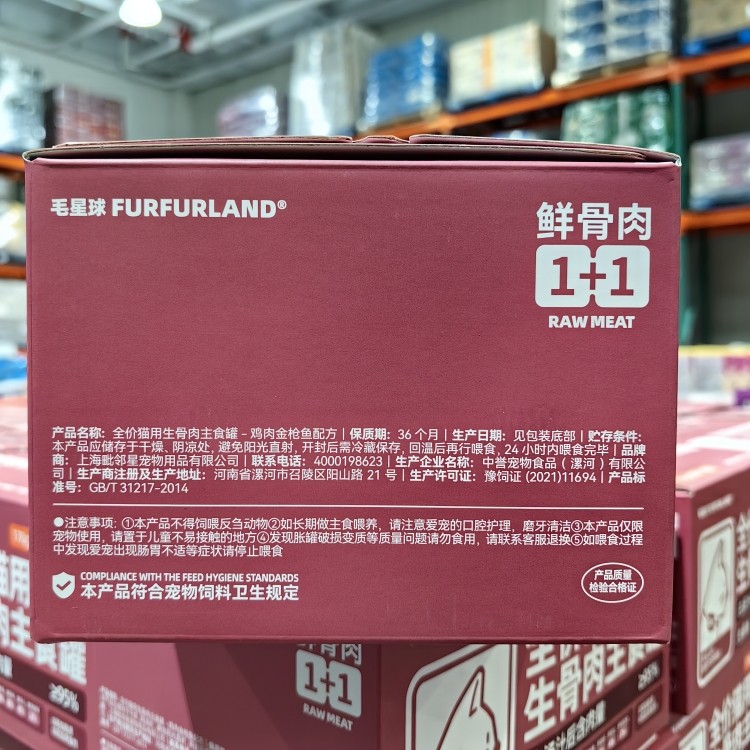 毛星球 FURFURLAND®
鲜骨肉
1+1
RAW MEAT
产品名称：全价猫用生骨肉主食罐 - 鸡肉金枪鱼配方 | 保质期：36 个月 | 生产日期：见包装底部 | 贮存条件：
本产品应储存于干燥、阴凉处，避免阳光直射，开封后需冷藏保存，回温后再行喂食，24 小时内喂食完毕 | 品牌
商：上海毗邻星宠物用品有限公司 | 联系电话：4000198623 | 生产企业名称：中誉宠物食品（漯河）有限公
司 | 生产商注册及生产地址：河南省漯河市召陵区阳山路 21 号 | 生产许可证：豫饲证 (2021)11694 | 产品标
准号：GB/T 31217-2014
●注意事项：①本产品不得饲喂反刍动物②如长期做主食喂养，请注意爱宠的口腔护理，磨牙清洁③本产品仅限
宠物使用，请置于儿童不易接触的地方④发现胀罐破损变质等质量问题请勿食用，请联系客服退换⑤如喂食过程
中发现爱宠出现肠胃不适等症状请停止喂食
COMPLIANCE WITH THE FEED HYGIENE STANDARDS
本产品符合宠物饲料卫生规定
产品质量
检验合格证
鲜骨肉
1+1
RAW MEAT
生骨肉主食罐
≥95%
肉主食罐
≥95%